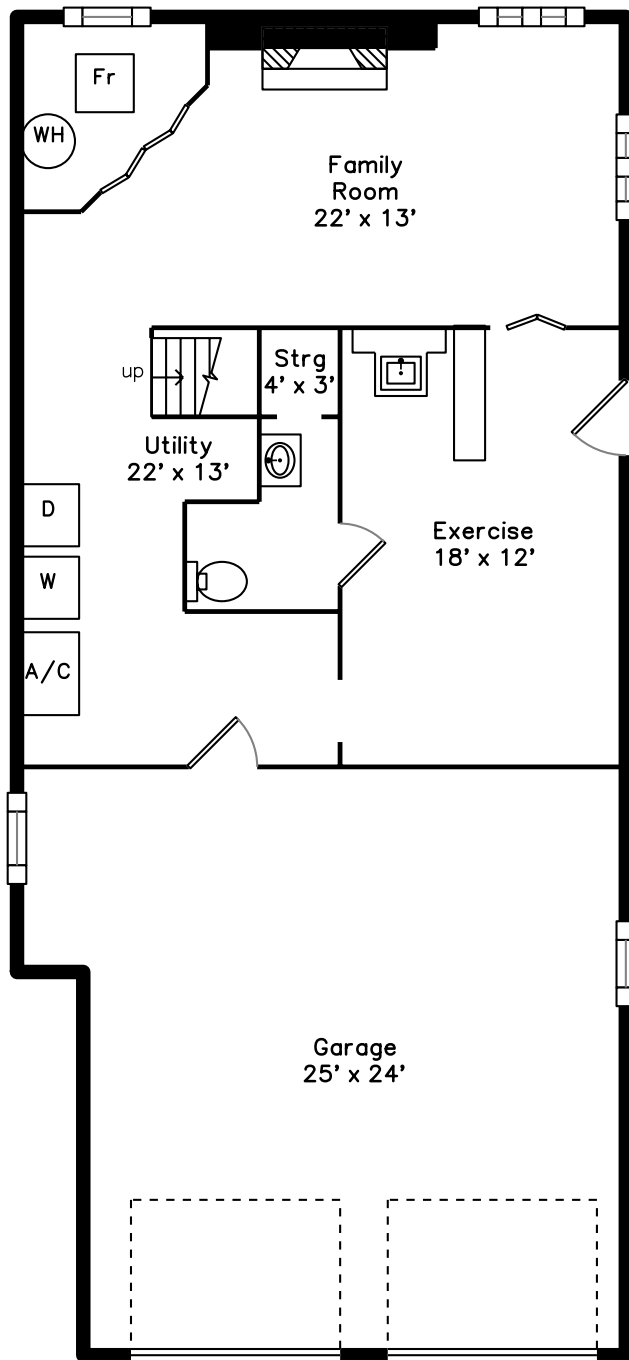 Fr
WH
Family
Room
22' x 13'
up
Strg
4' x 3'
Utility
22' x 13'
D
W
A/C
Exercise
18' x 12'
Garage
25' x 24'